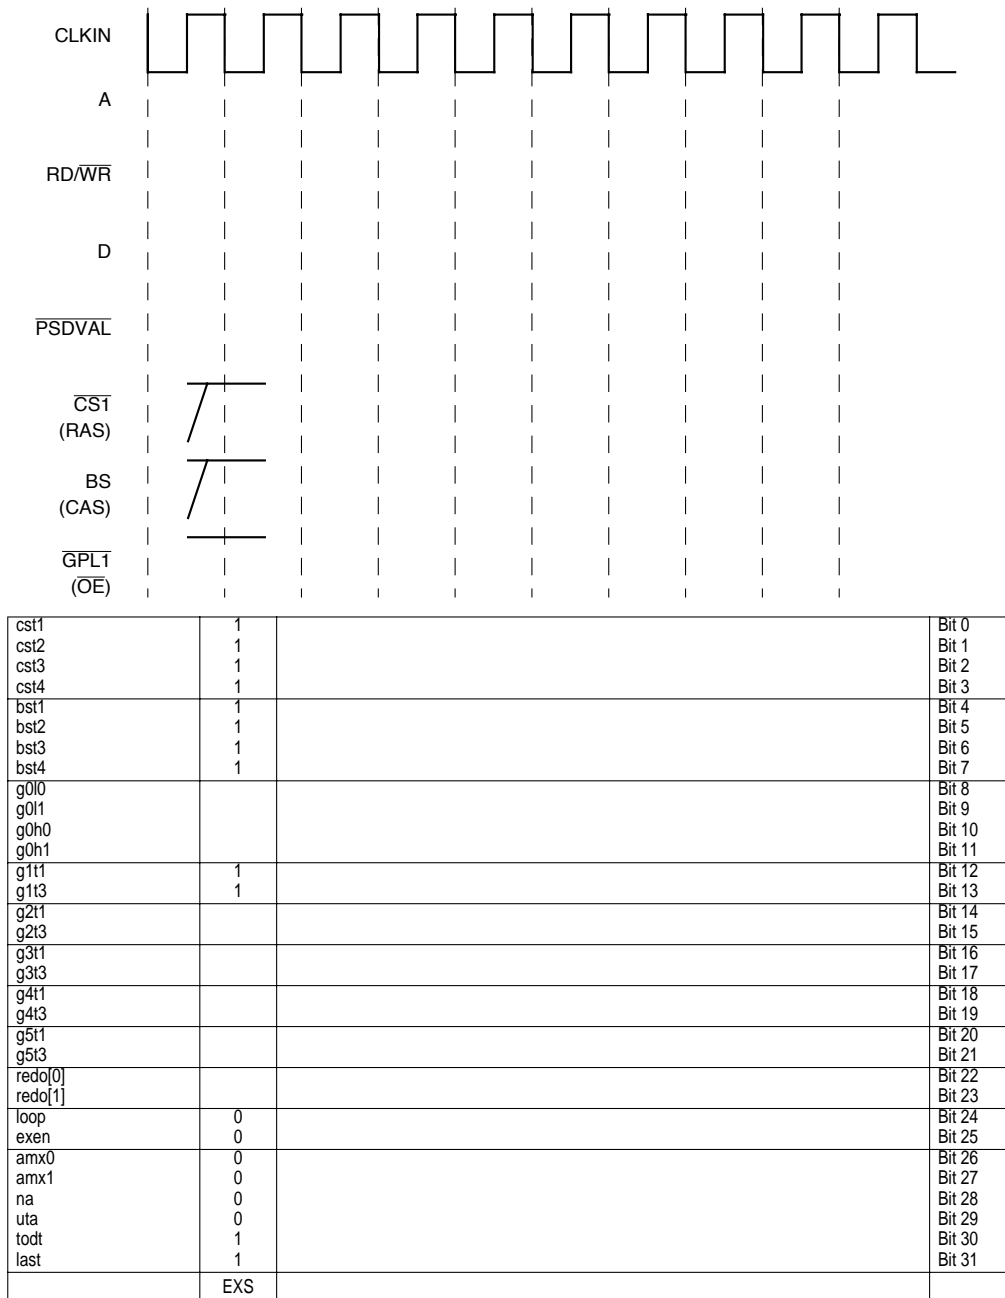 CLKIN
A
RD/WR
D
PSDVAL
CS1
(RAS)
BS
(CAS)
GPL1
(OE)
cst1 1 Bit 0
cst2 1 Bit 1
cst3 1 Bit 2
cst4 1 Bit 3
bst1 1 Bit 4
bst2 1 Bit 5
bst3 1 Bit 6
bst4 1 Bit 7
g0l0 Bit 8
g0l1 Bit 9
g0h0 Bit 10
g0h1 Bit 11
g1t1 1 Bit 12
g1t3 1 Bit 13
g2t1 Bit 14
g2t3 Bit 15
g3t1 Bit 16
g3t3 Bit 17
g4t1 Bit 18
g4t3 Bit 19
g5t1 Bit 20
g5t3 Bit 21
redo[0] Bit 22
redo[1] Bit 23
loop 0 Bit 24
exen 0 Bit 25
amx0 0 Bit 26
amx1 0 Bit 27
na 0 Bit 28
uta 0 Bit 29
todt 1 Bit 30
last 1 Bit 31
EXS